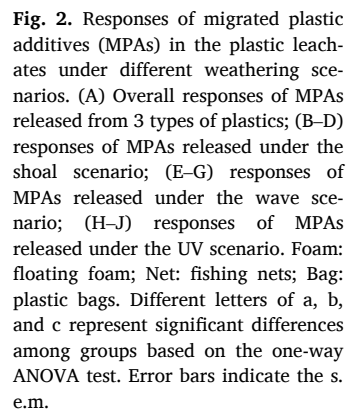 Fig. 2. Responses of migrated plastic
additives (MPAs) in the plastic leach-
ates under different weathering sce-
narios. (A) Overall responses of MPAs
released from 3 types of plastics; (B–D)
responses of MPAs released under the
shoal scenario; (E–G) responses of
MPAs released under the wave sce-
nario; (H–J) responses of MPAs
released under the UV scenario. Foam:
floating foam; Net: fishing nets; Bag:
plastic bags. Different letters of a, b,
and c represent significant differences
among groups based on the one-way
ANOVA test. Error bars indicate the s.
e.m.